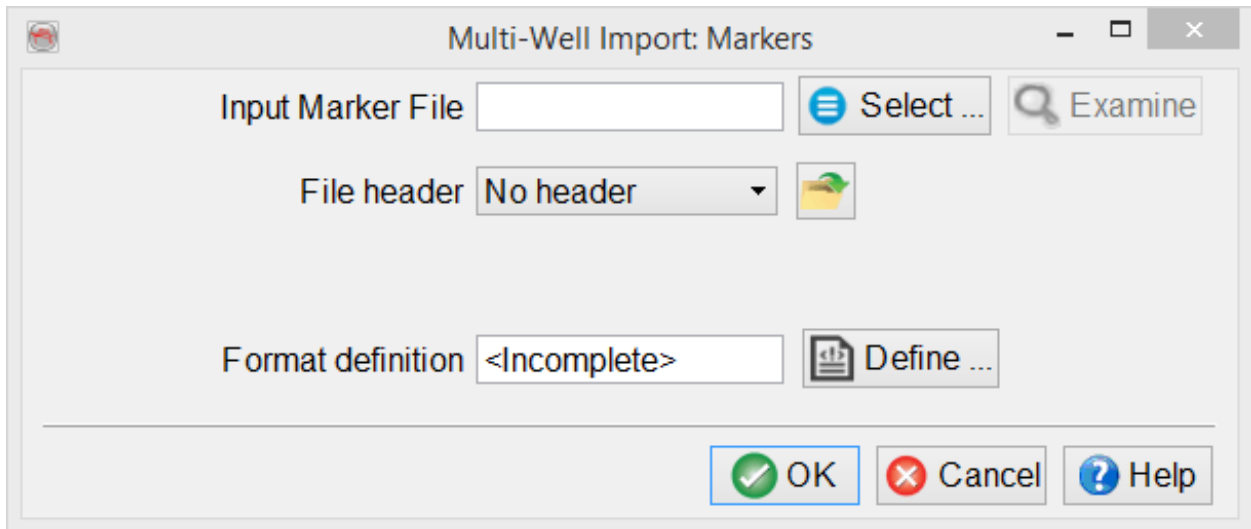 Multi-Well Import: Markers
Input Marker File Select ... Examine
File header No header
Format definition <Incomplete> Define ...
OK Cancel Help